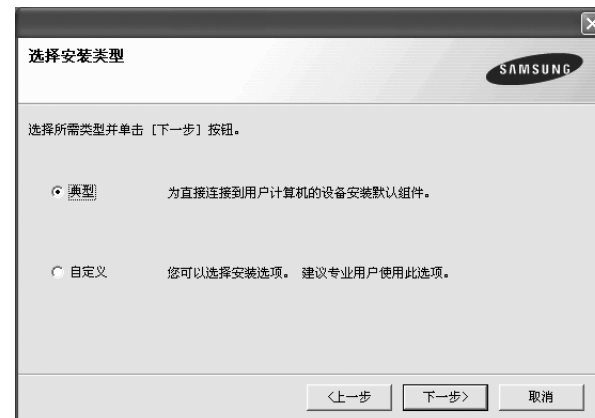 选择安装类型
SAMSUNG
选择所需类型并单击 [下一步] 按钮。
典型 为直接连接到用户计算机的设备安装默认组件。
自定义 您可以选择安装选项。 建议专业用户使用此选项。
<上一步 下一步> 取消